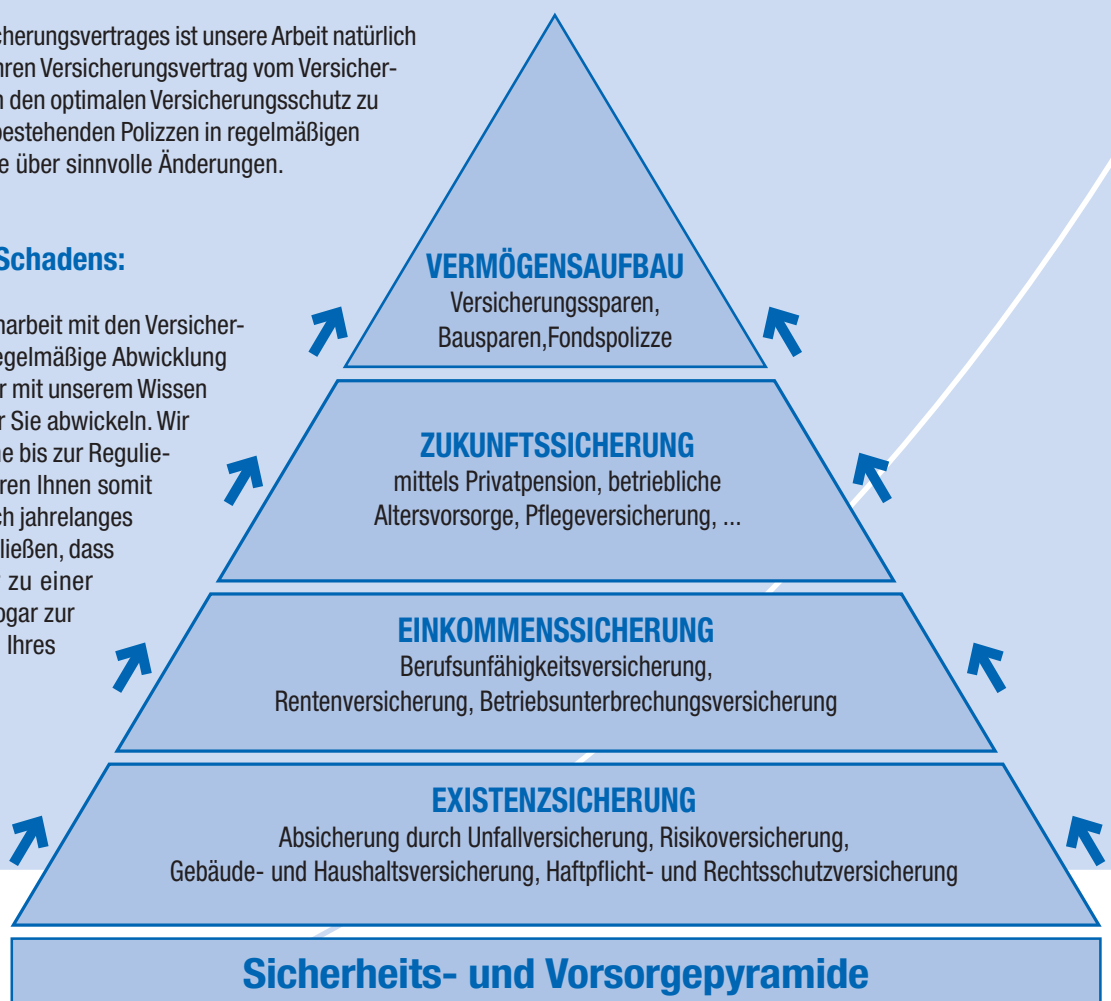 cherungsvertrages ist unsere Arbeit natürlich
hren Versicherungsvertrag vom Versicher-
n den optimalen Versicherungsschutz zu
bestehenden Polizzen in regelmäßigen
e über sinnvolle Änderungen.
Schadens:
narbeit mit den Versicher-
egelmäßige Abwicklung
r mit unserem Wissen
r Sie abwickeln. Wir
ne bis zur Regulie-
ren Ihnen somit
ch jahrelanges
ließen, dass
zu einer
ogar zur
Ihres
VERMÖGENSAUFBAU
Versicherungssparen,
Bausparen,Fondspolizze
ZUKUNFTSSICHERUNG
mittels Privatpension, betriebliche
Altersvorsorge, Pflegeversicherung, ...
EINKOMMENSSICHERUNG
Berufsunfähigkeitsversicherung,
Rentenversicherung, Betriebsunterbrechungsversicherung
EXISTENZSICHERUNG
Absicherung durch Unfallversicherung, Risikoversicherung,
Gebäude- und Haushaltsversicherung, Haftpflicht- und Rechtsschutzversicherung
Sicherheits- und Vorsorgepyramide